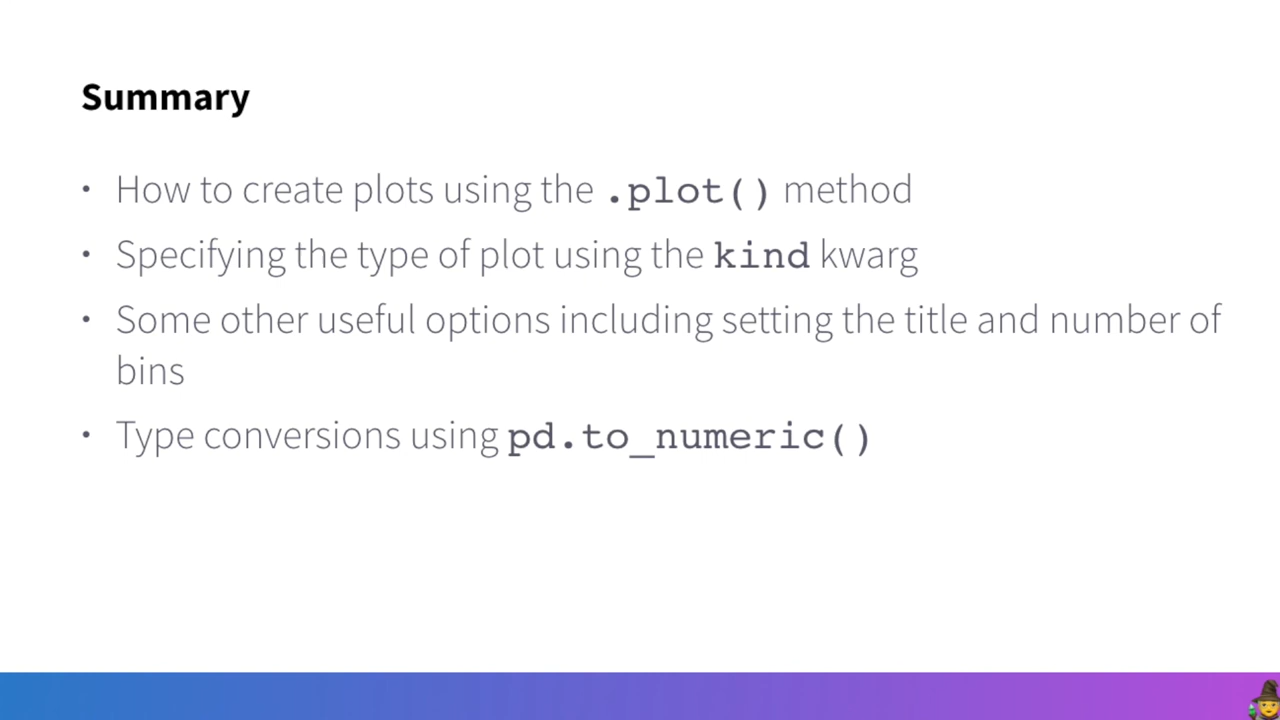 Summary
• How to create plots using the .plot() method
• Specifying the type of plot using the kind kwarg
• Some other useful options including setting the title and number of
bins
• Type conversions using pd.to_numeric()